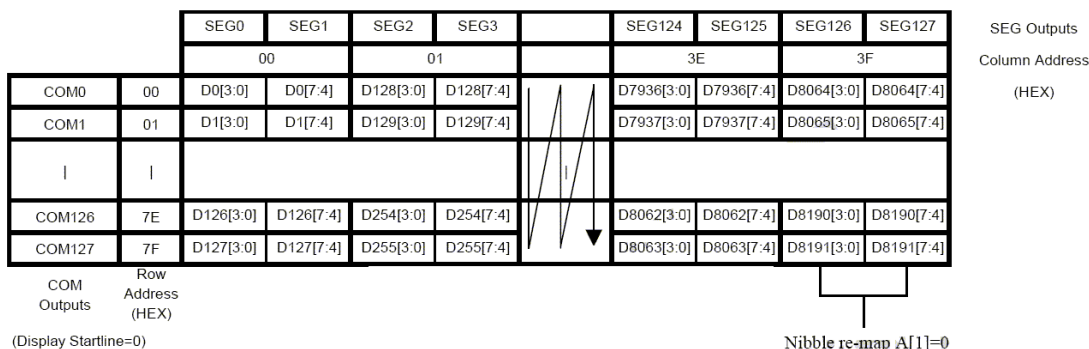 SEG0 SEG1 SEG2 SEG3 SEG124 SEG125 SEG126 SEG127 SEG Outputs
00 01 3E 3F Column Address
COM0 00 D0[3:0] D0[7:4] D128[3:0] D128[7:4] D7936[3:0] D7936[7:4] D8064[3:0] D8064[7:4] (HEX)
COM1 01 D1[3:0] D1[7:4] D129[3:0] D129[7:4] D7937[3:0] D7937[7:4] D8065[3:0] D8065[7:4]
| | |
COM126 7E D126[3:0] D126[7:4] D254[3:0] D254[7:4] D8062[3:0] D8062[7:4] D8190[3:0] D8190[7:4]
COM127 7F D127[3:0] D127[7:4] D255[3:0] D255[7:4] D8063[3:0] D8063[7:4] D8191[3:0] D8191[7:4]
COM
Outputs
Row
Address
(HEX)
(Display Startline=0)
Nibble re-map A[1]=0